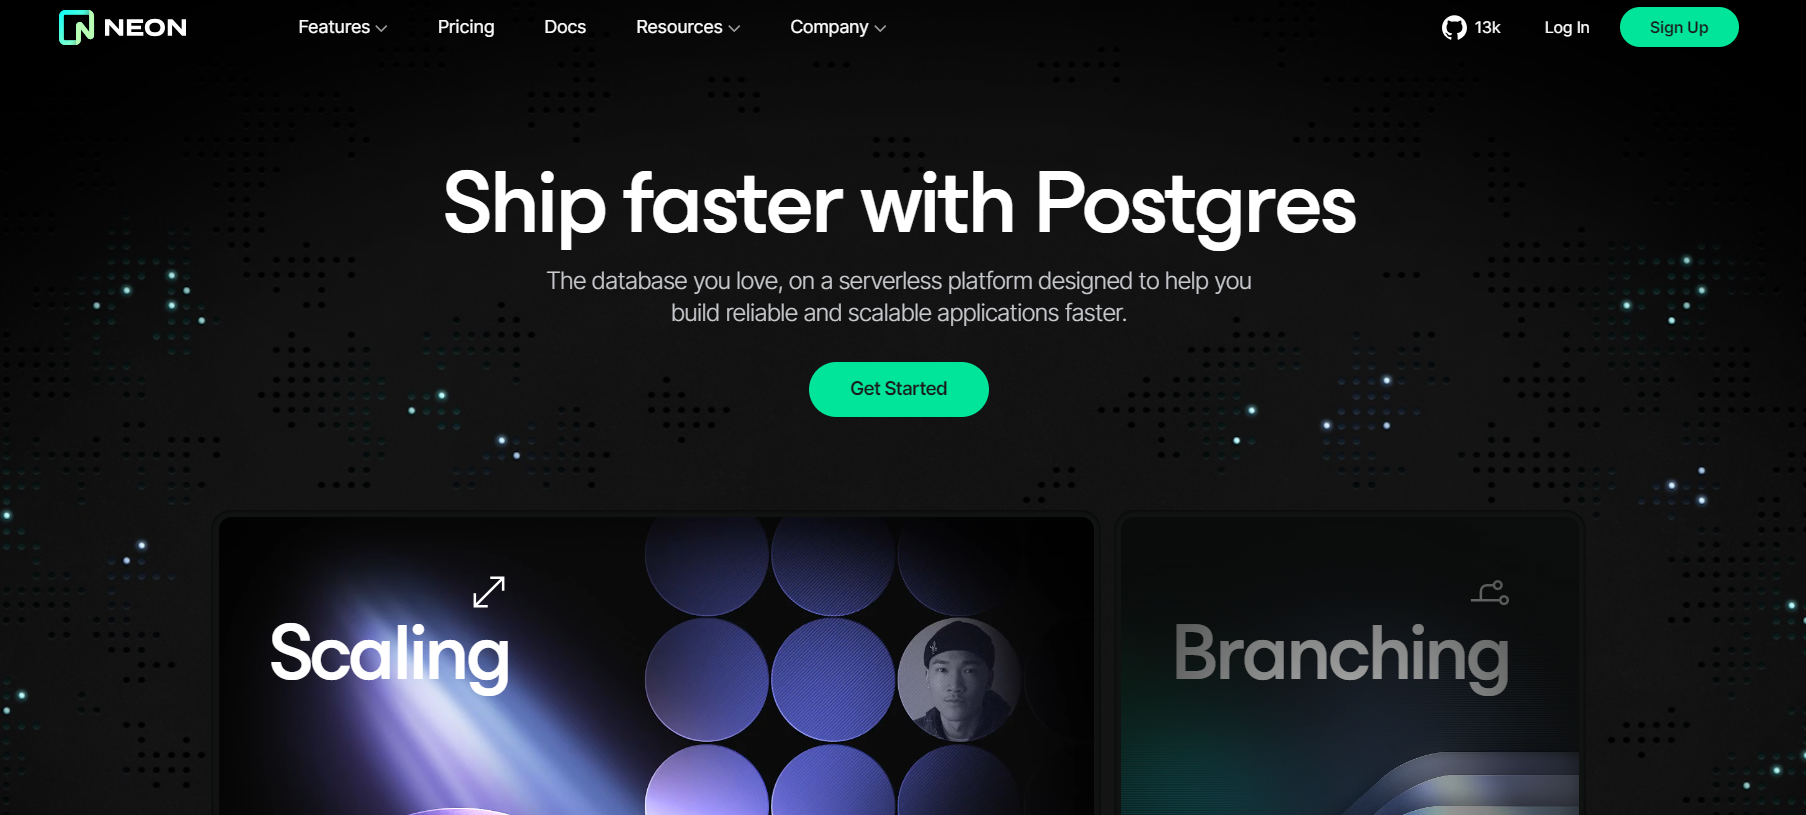 NEON
Features
Pricing
Docs
Resources
Company
13k
Log In
Sign Up
Ship faster with Postgres
The database you love, on a serverless platform designed to help you
build reliable and scalable applications faster.
Get Started
Scaling
Branching